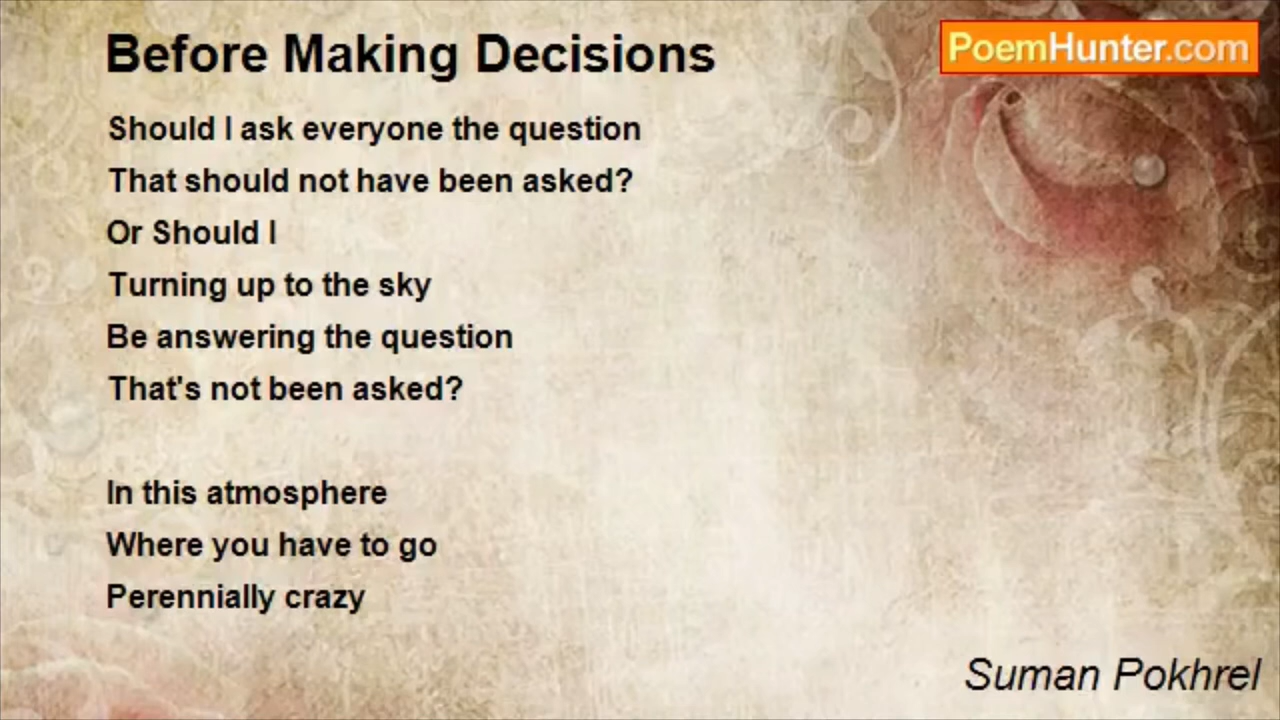 Before Making Decisions
PoemHunter.com
Should I ask everyone the question
That should not have been asked?
Or Should I
Turning up to the sky
Be answering the question
That's not been asked?
In this atmosphere
Where you have to go
Perennially crazy
Suman Pokhrel